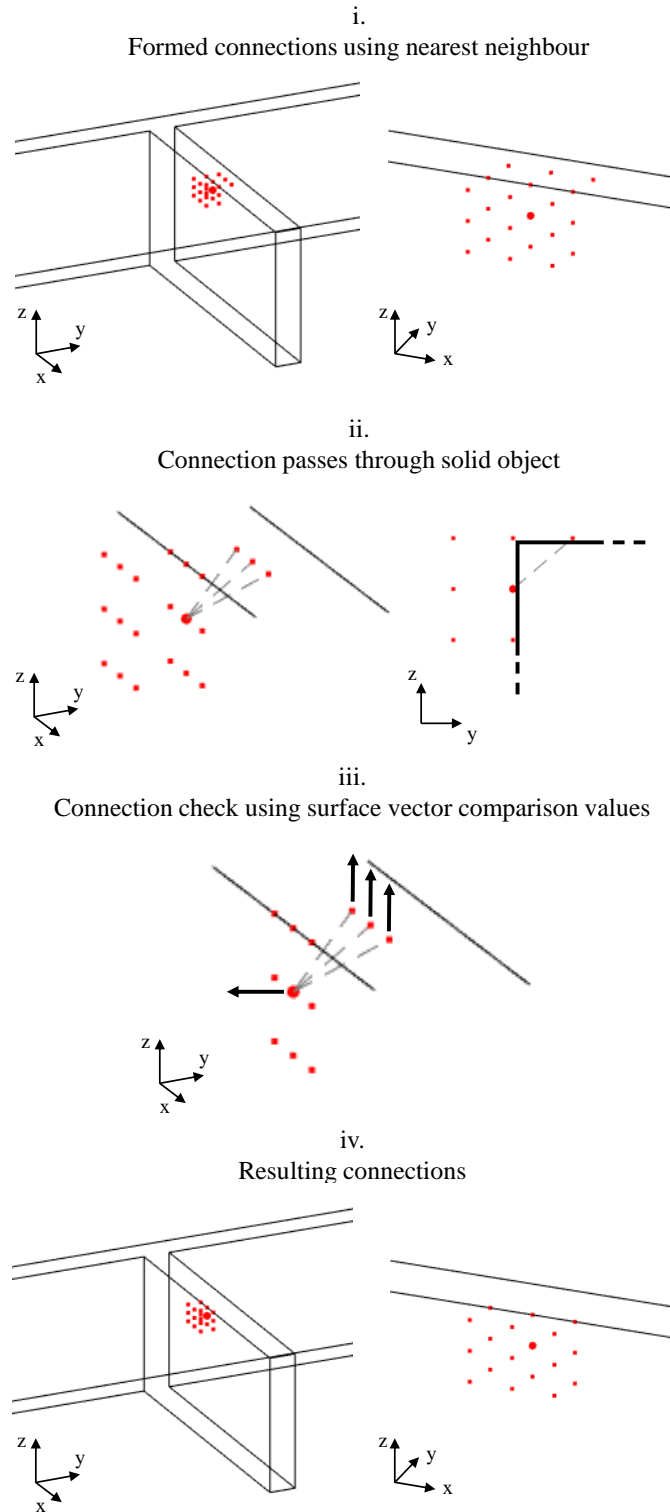 i.
Formed connections using nearest neighbour
z
y
x
z
y
x
ii.
Connection passes through solid object
z
y
x
z
y
iii.
Connection check using surface vector comparison values
z
y
x
iv.
Resulting connections
z
y
x
z
y
x